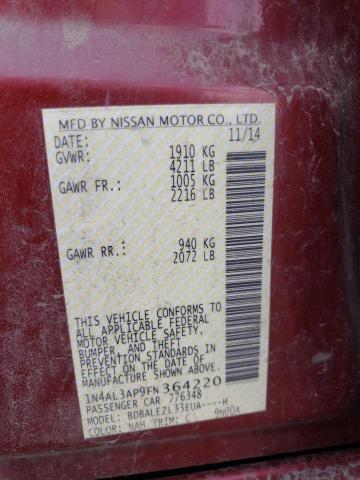 MFD BY NISSAN MOTOR CO., LTD.
DATE: 11/14
GVWR: 1910 KG
4211 LB
GAWR FR.: 1005 KG
2216 LB
GAWR RR.: 940 KG
2072 LB
THIS VEHICLE CONFORMS TO
ALL APPLICABLE FEDERAL
MOTOR VEHICLE SAFETY,
BUMPER, AND THEFT
PREVENTION STANDARDS
IN EFFECT ON THE DATE OF
MANUFACTURE SHOWN ABOVE.
1N4AL3AP9FN364220
PASSENGER CAR 776348
MODEL: BDBALEZL33EUA----H
NAH TRIM: 9N00A